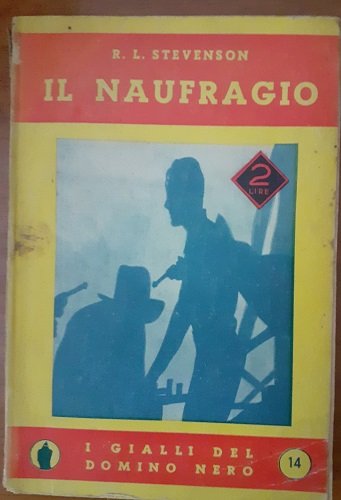 R. L. STEVENSON
IL NAUFRAGIO
2
LIRE
I GIALLI DEL
DOMINO NERO
14